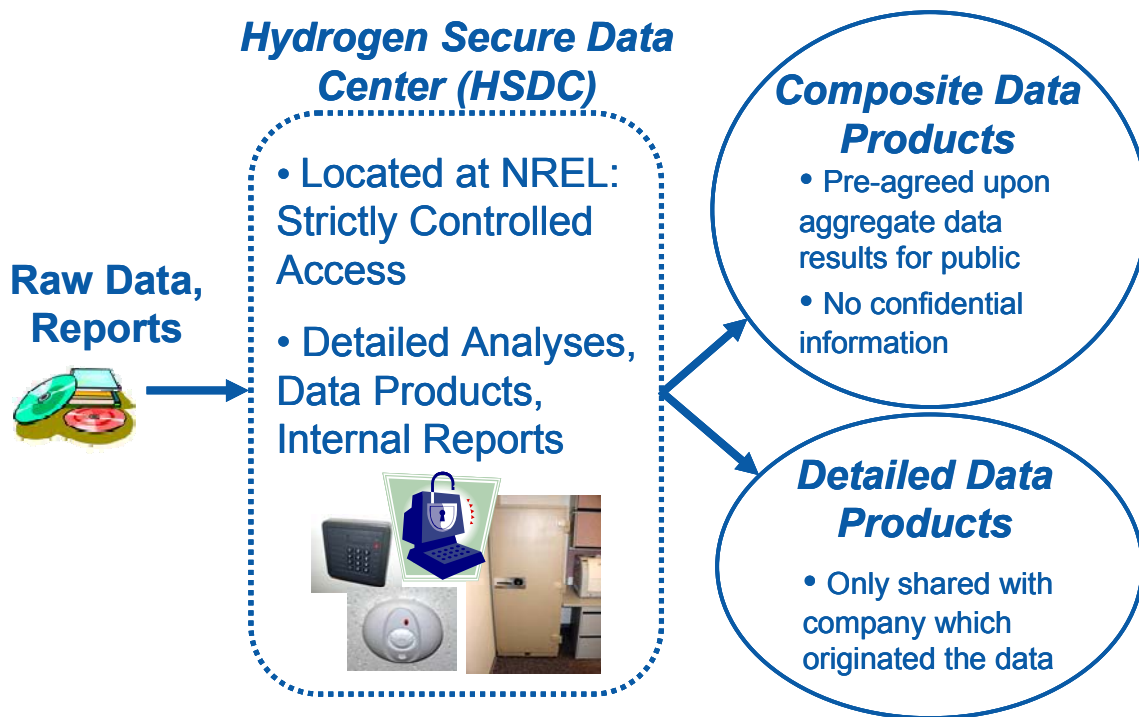 Hydrogen Secure Data
Center (HSDC)
Raw Data,
Reports
• Located at NREL:
Strictly Controlled
Access
• Detailed Analyses,
Data Products,
Internal Reports
Composite Data
Products
• Pre-agreed upon
aggregate data
results for public
• No confidential
information
Detailed Data
Products
• Only shared with
company which
originated the data